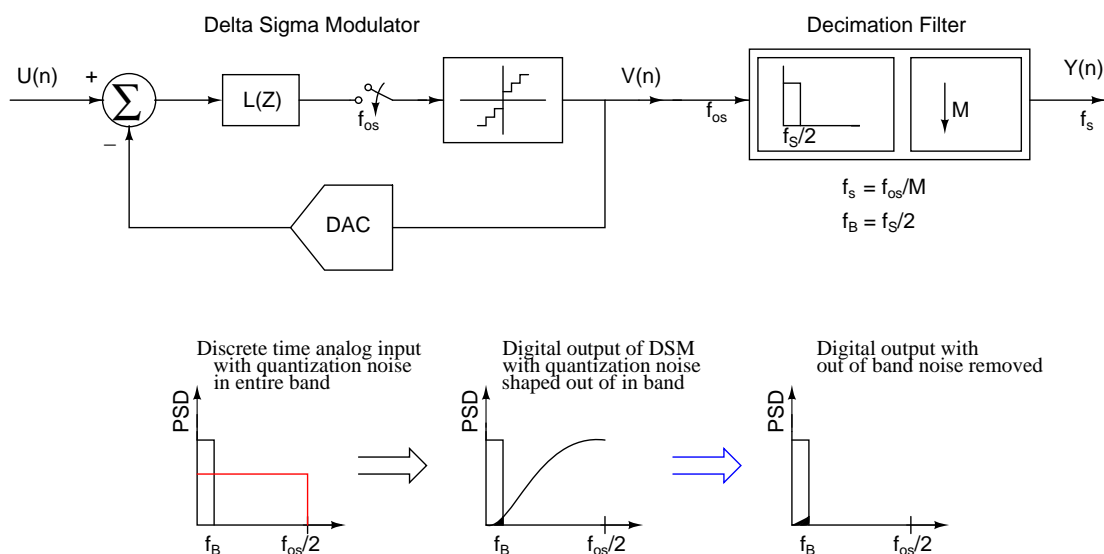 Delta Sigma Modulator
Decimation Filter
U(n)
+
Σ
−
L(Z)
f_os
V(n)
f_os
f_S/2
M
Y(n)
f_s
DAC
f_s = f_os/M
f_B = f_S/2
Discrete time analog input
with quantization noise
in entire band
PSD
f_B
f_os/2
Digital output of DSM
with quantization noise
shaped out of in band
PSD
f_B
f_os/2
Digital output with
out of band noise removed
PSD
f_B
f_os/2